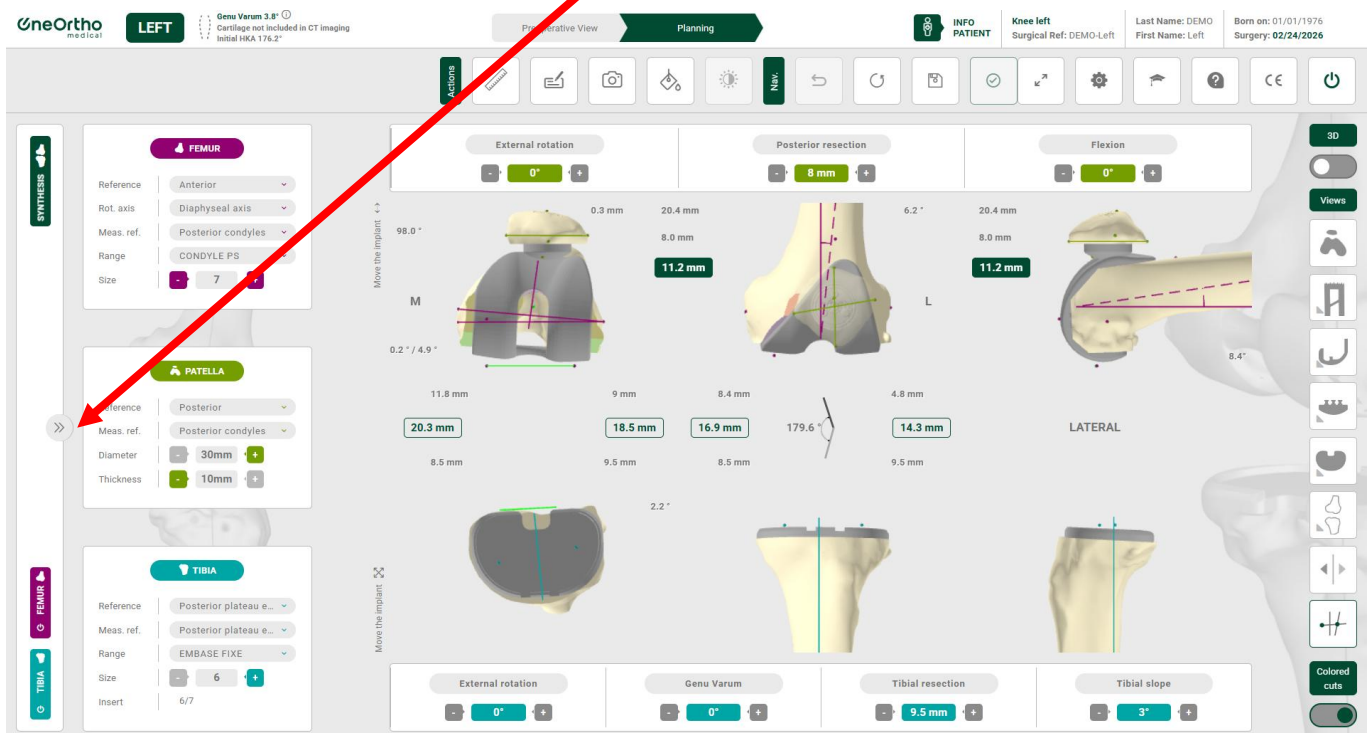 OneOrtho
medical
LEFT
Genu Varum 3.8° i
Cartilage not included in CT imaging
Initial HKA 176.2°
Preoperative View
Planning
INFO
PATIENT
Knee left
Surgical Ref: DEMO-Left
Last Name: DEMO
First Name: Left
Born on: 01/01/1976
Surgery: 02/24/2026
Actions
Nav.
?
CE
SYNTHESIS
FEMUR
Reference Anterior
Rot. axis Diaphyseal axis
Meas. ref. Posterior condyles
Range CONDYLE PS
Size - 7 +
PATELLA
Reference Posterior
Meas. ref. Posterior condyles
Diameter - 30mm +
Thickness - 10mm +
TIBIA
Reference Posterior plateau e...
Meas. ref. Posterior plateau e...
Range EMBASE FIXE
Size - 6 +
Insert 6/7
FEMUR
TIBIA
External rotation
- 0° +
Posterior resection
- 8 mm +
Flexion
- 0° +
Move the implant
98.0 °
0.3 mm
20.4 mm
8.0 mm
11.2 mm
6.2 °
20.4 mm
8.0 mm
11.2 mm
M
L
0.2 ° / 4.9 °
8.4°
11.8 mm
9 mm
8.4 mm
4.8 mm
20.3 mm
18.5 mm
16.9 mm
179.6 °
14.3 mm
LATERAL
8.5 mm
9.5 mm
8.5 mm
9.5 mm
2.2 °
Move the implant
External rotation
- 0° +
Genu Varum
- 0° +
Tibial resection
- 9.5 mm +
Tibial slope
- 3° +
3D
Views
Colored
cuts